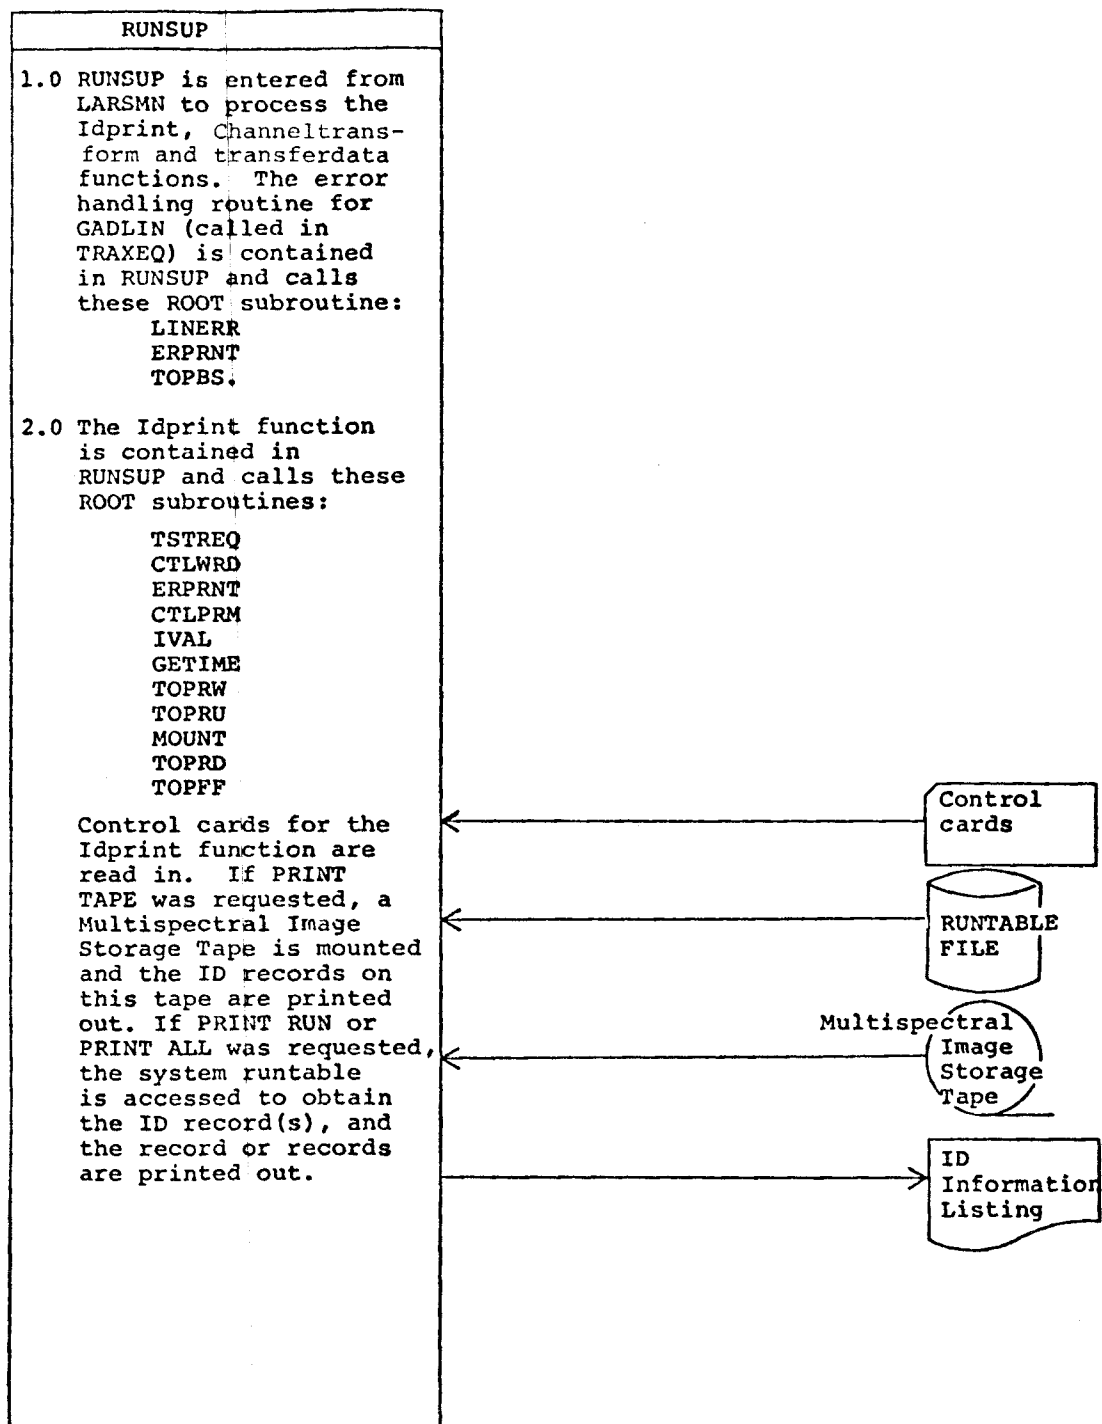 RUNSUP
1.0 RUNSUP is entered from
LARSMN to process the
Idprint, Channeltrans-
form and transferdata
functions. The error
handling routine for
GADLIN (called in
TRAXEQ) is contained
in RUNSUP and calls
these ROOT subroutine:
LINERR
ERPRNT
TOPBS.
2.0 The Idprint function
is contained in
RUNSUP and calls these
ROOT subroutines:
TSTREQ
CTLWRD
ERPRNT
CTLPRM
IVAL
GETIME
TOPRW
TOPRU
MOUNT
TOPRD
TOPFF
Control cards for the
Idprint function are
read in. If PRINT
TAPE was requested, a
Multispectral Image
Storage Tape is mounted
and the ID records on
this tape are printed
out. If PRINT RUN or
PRINT ALL was requested,
the system runtable
is accessed to obtain
the ID record(s), and
the record or records
are printed out.
Control
cards
RUNTABLE
FILE
Multispectral
Image
Storage
Tape
ID
Information
Listing